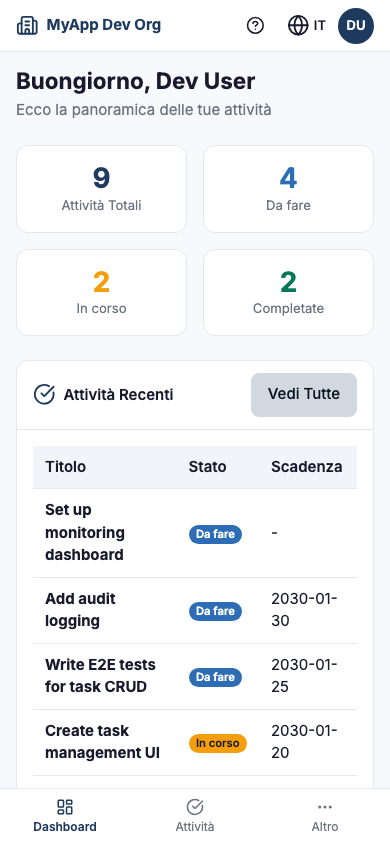 MyApp Dev Org
IT
DU
Buongiorno, Dev User
Ecco la panoramica delle tue attività
9
Attività Totali
4
Da fare
2
In corso
2
Completate
Attività Recenti
Vedi Tutte
Titolo Stato Scadenza
Set up
monitoring
dashboard
Da fare
-
Add audit
logging
Da fare
2030-01-
30
Write E2E tests
for task CRUD
Da fare
2030-01-
25
Create task
management UI
In corso
2030-01-
20
Dashboard
Attività
Altro